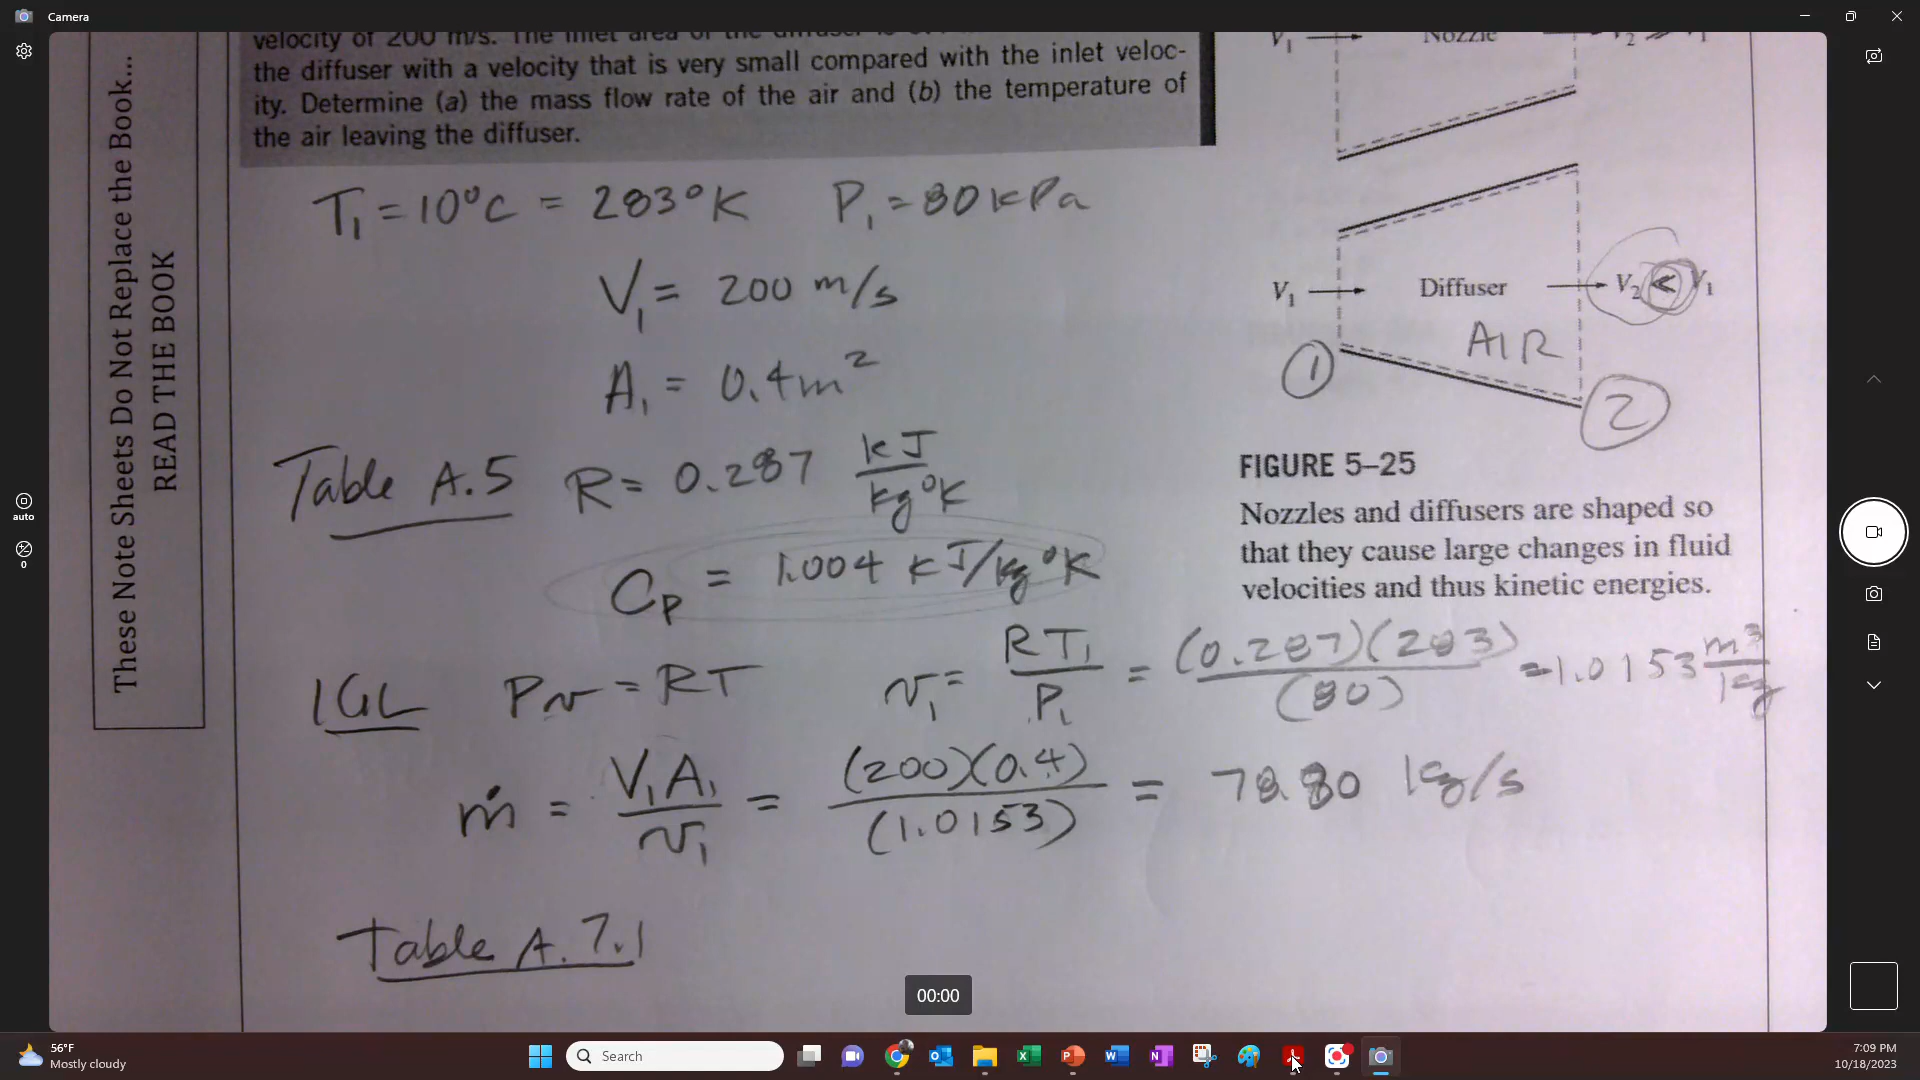 Camera
velocity of 200 m/s. The inlet area of the diffuser is
the diffuser with a velocity that is very small compared with the inlet veloc-
ity. Determine (a) the mass flow rate of the air and (b) the temperature of
the air leaving the diffuser.
These Note Sheets Do Not Replace the Book...
READ THE BOOK
T₁ = 10°C = 283°K P₁ = 80 kPa
V₁ = 200 m/s
A₁ = 0.4 m²
Table A.5 R = 0.287 kJ/kg°K
Cp = 1.004 kJ/kg°K
IGL Pv = RT v₁ = RT₁/P₁ = (0.287)(283)/(80) = 1.0153 m³/kg
ṁ = V₁A₁/v₁ = (200)(0.4)/(1.0153) = 78.80 kg/s
Table A.7.1
V₁ Nozzle V₂ ≫ V₁
V₁ Diffuser V₂ ≪ V₁
AIR
1
2
FIGURE 5–25
Nozzles and diffusers are shaped so
that they cause large changes in fluid
velocities and thus kinetic energies.
auto
0
00:00
56°F
Mostly cloudy
Search
7:09 PM
10/18/2023